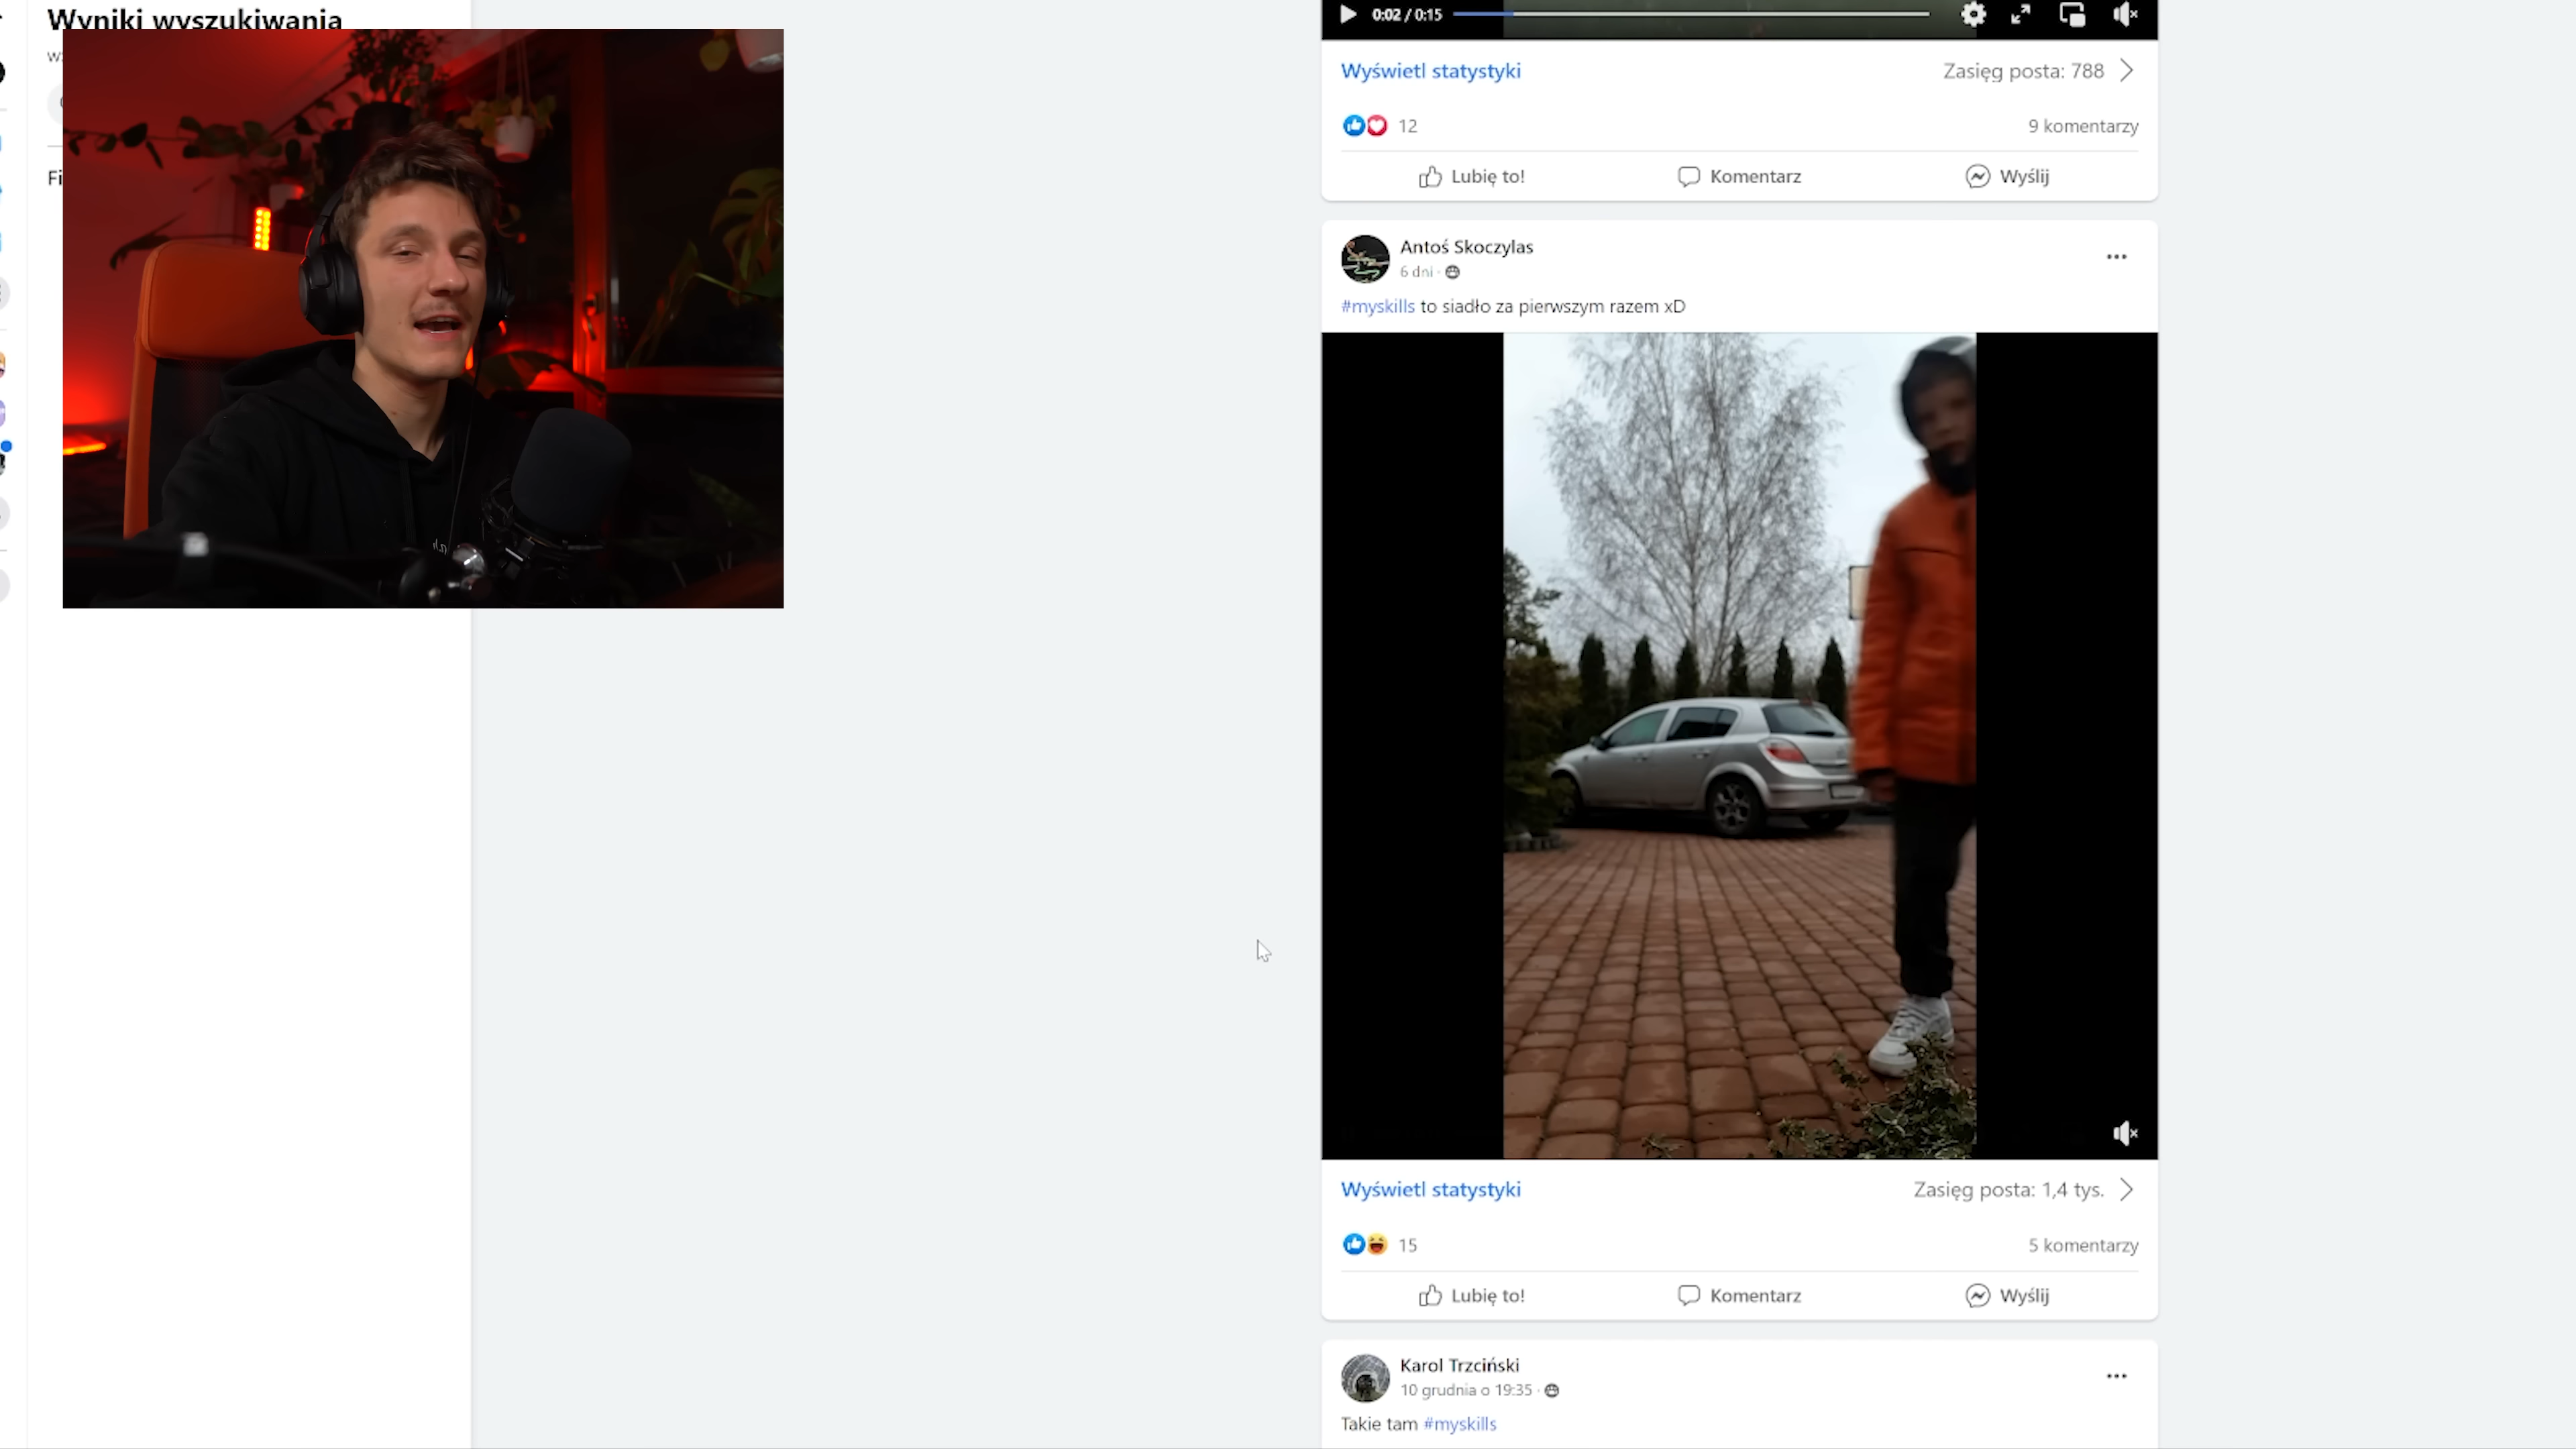 Wyniki wyszukiwania
Fi
0:02 / 0:15
Wyświetl statystyki
Zasięg posta: 788
12
9 komentarzy
Lubię to!
Komentarz
Wyślij
Antoś Skoczylas
6 dni ·
#myskills to siadło za pierwszym razem xD
Wyświetl statystyki
Zasięg posta: 1,4 tys.
15
5 komentarzy
Lubię to!
Komentarz
Wyślij
Karol Trzciński
10 grudnia o 19:35 ·
Takie tam #myskills